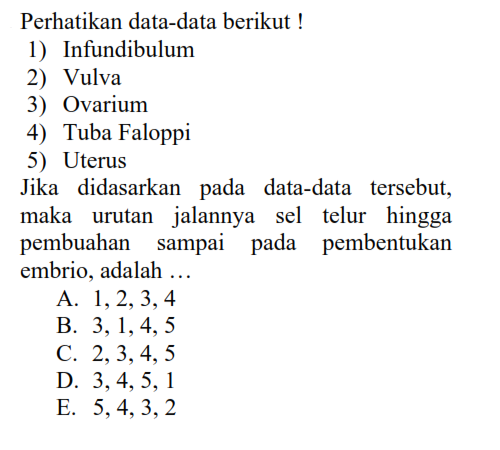 Perhatikan data-data berikut !
1) Infundibulum
2) Vulva
3) Ovarium
4) Tuba Faloppi
5) Uterus
Jika didasarkan pada data-data tersebut,
maka urutan jalannya sel telur hingga
pembuahan sampai pada pembentukan
embrio, adalah …
A. 1, 2, 3, 4
B. 3, 1, 4, 5
C. 2, 3, 4, 5
D. 3, 4, 5, 1
E. 5, 4, 3, 2